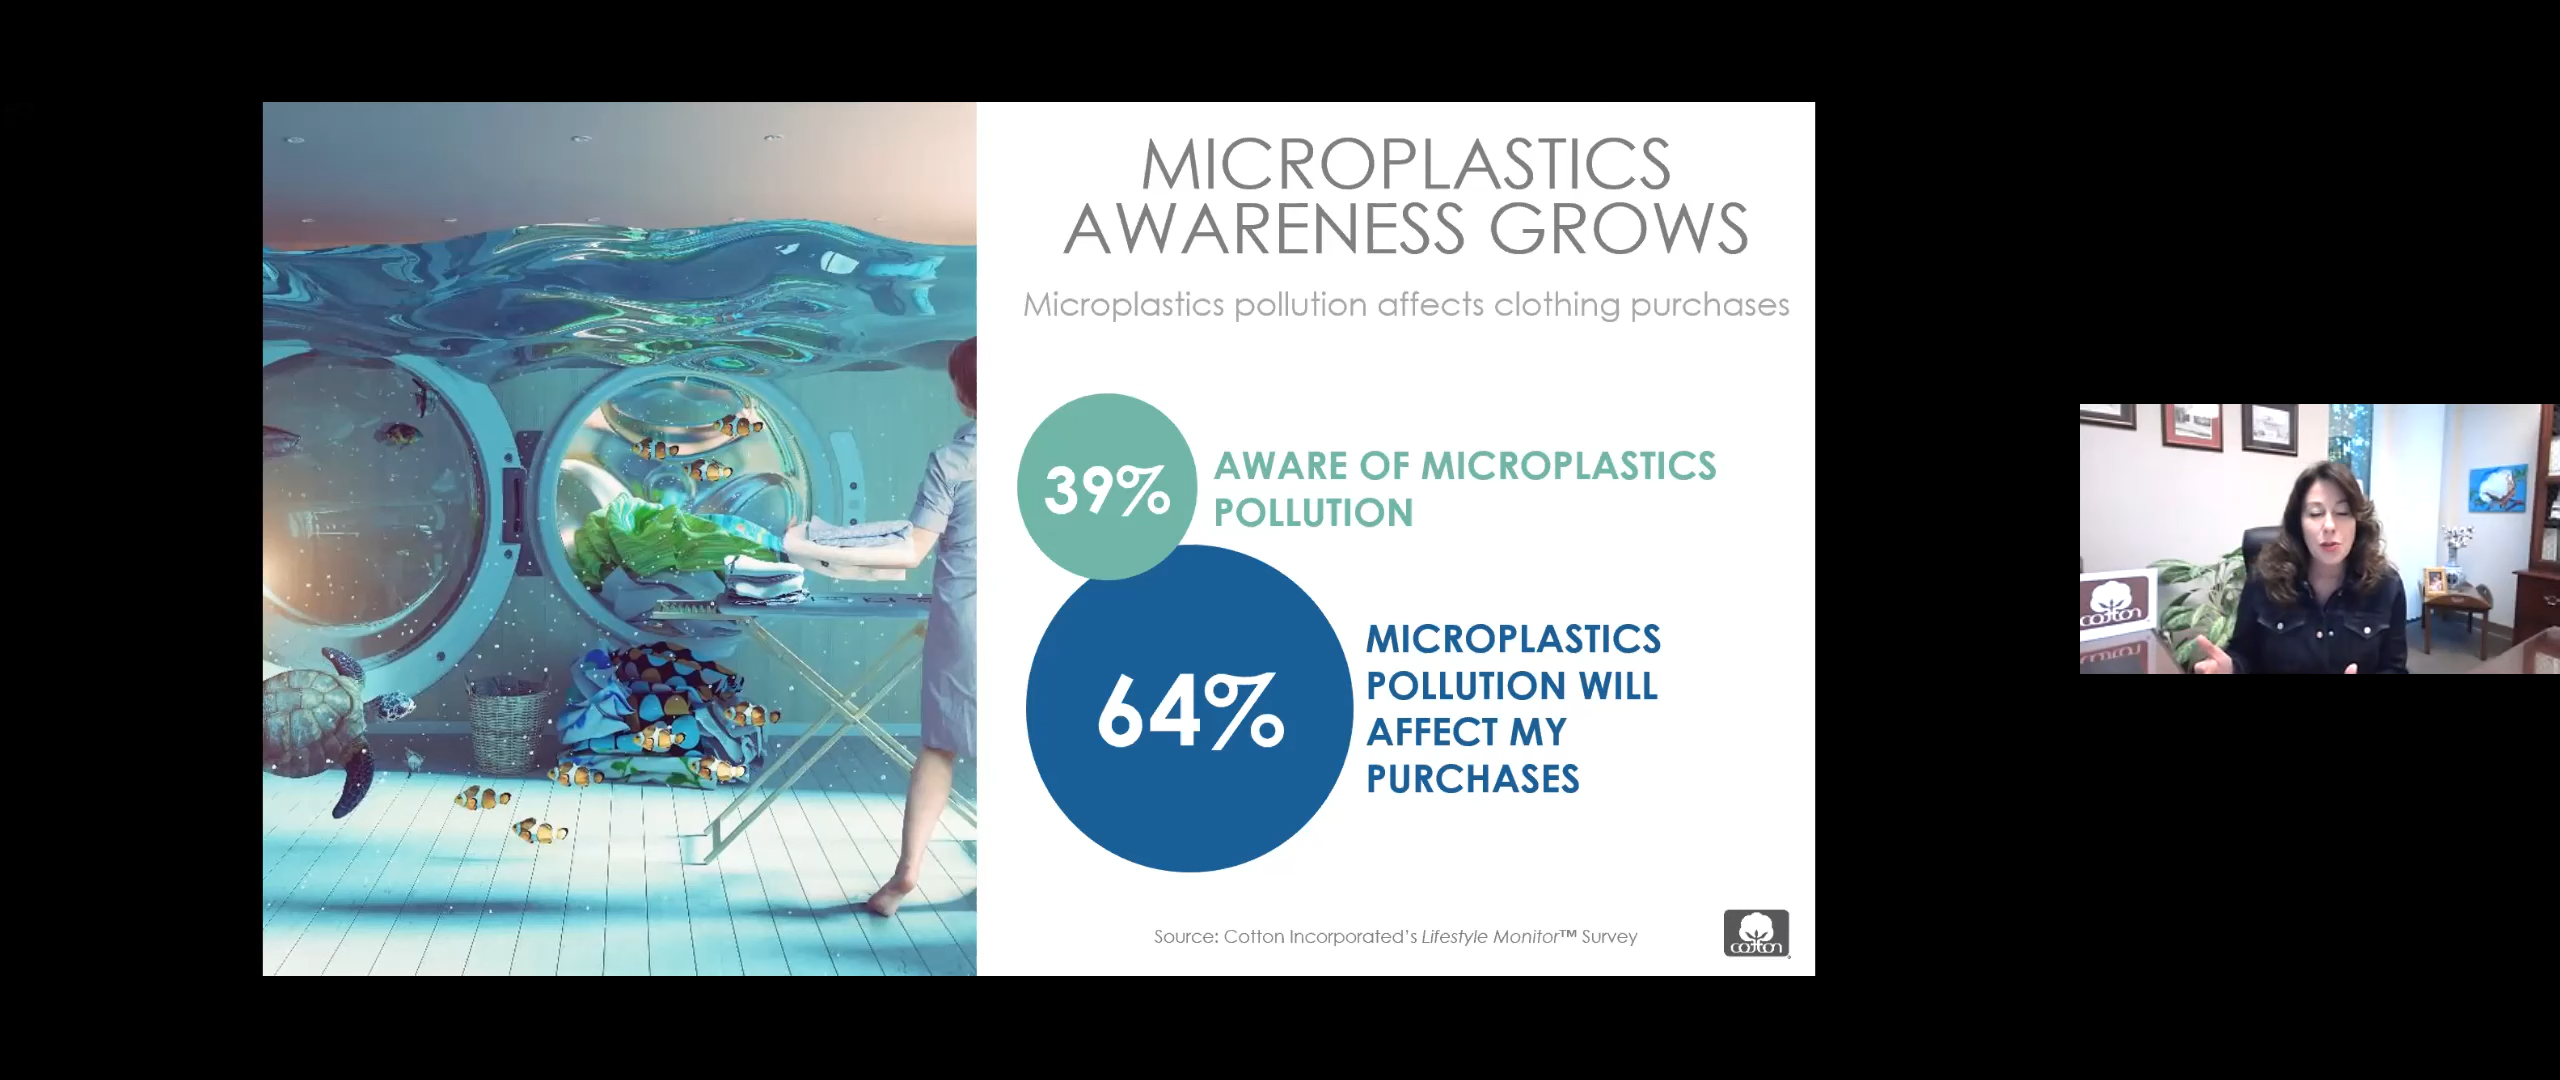 MICROPLASTICS
AWARENESS GROWS
Microplastics pollution affects clothing purchases
39%
AWARE OF MICROPLASTICS
POLLUTION
64%
MICROPLASTICS
POLLUTION WILL
AFFECT MY
PURCHASES
Source: Cotton Incorporated's Lifestyle Monitor™ Survey
cotton
cotton